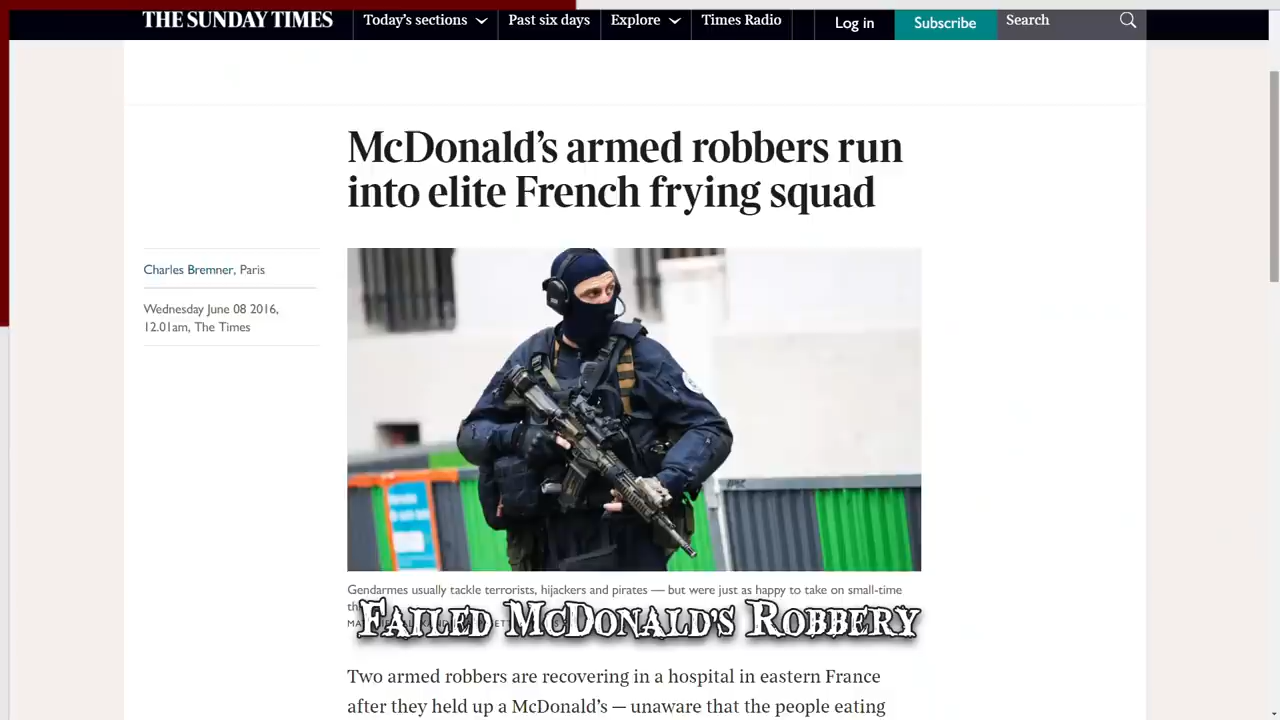 THE SUNDAY TIMES
Today's sections
Past six days
Explore
Times Radio
Log in
Subscribe
Search
McDonald's armed robbers run
into elite French frying squad
Charles Bremner, Paris
Wednesday June 08 2016,
12.01am, The Times
Gendarmes usually tackle terrorists, hijackers and pirates — but were just as happy to take on small-time
FAILED MCDONALD'S ROBBERY
Two armed robbers are recovering in a hospital in eastern France
after they held up a McDonald's — unaware that the people eating